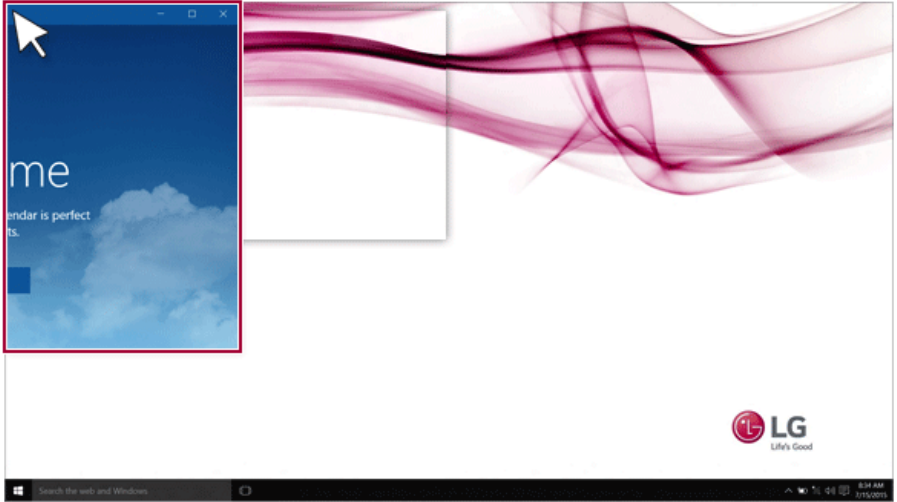 me
endar is perfect
ts.
LG
Life's Good
Search the web and Windows
8:34 AM
7/15/2015